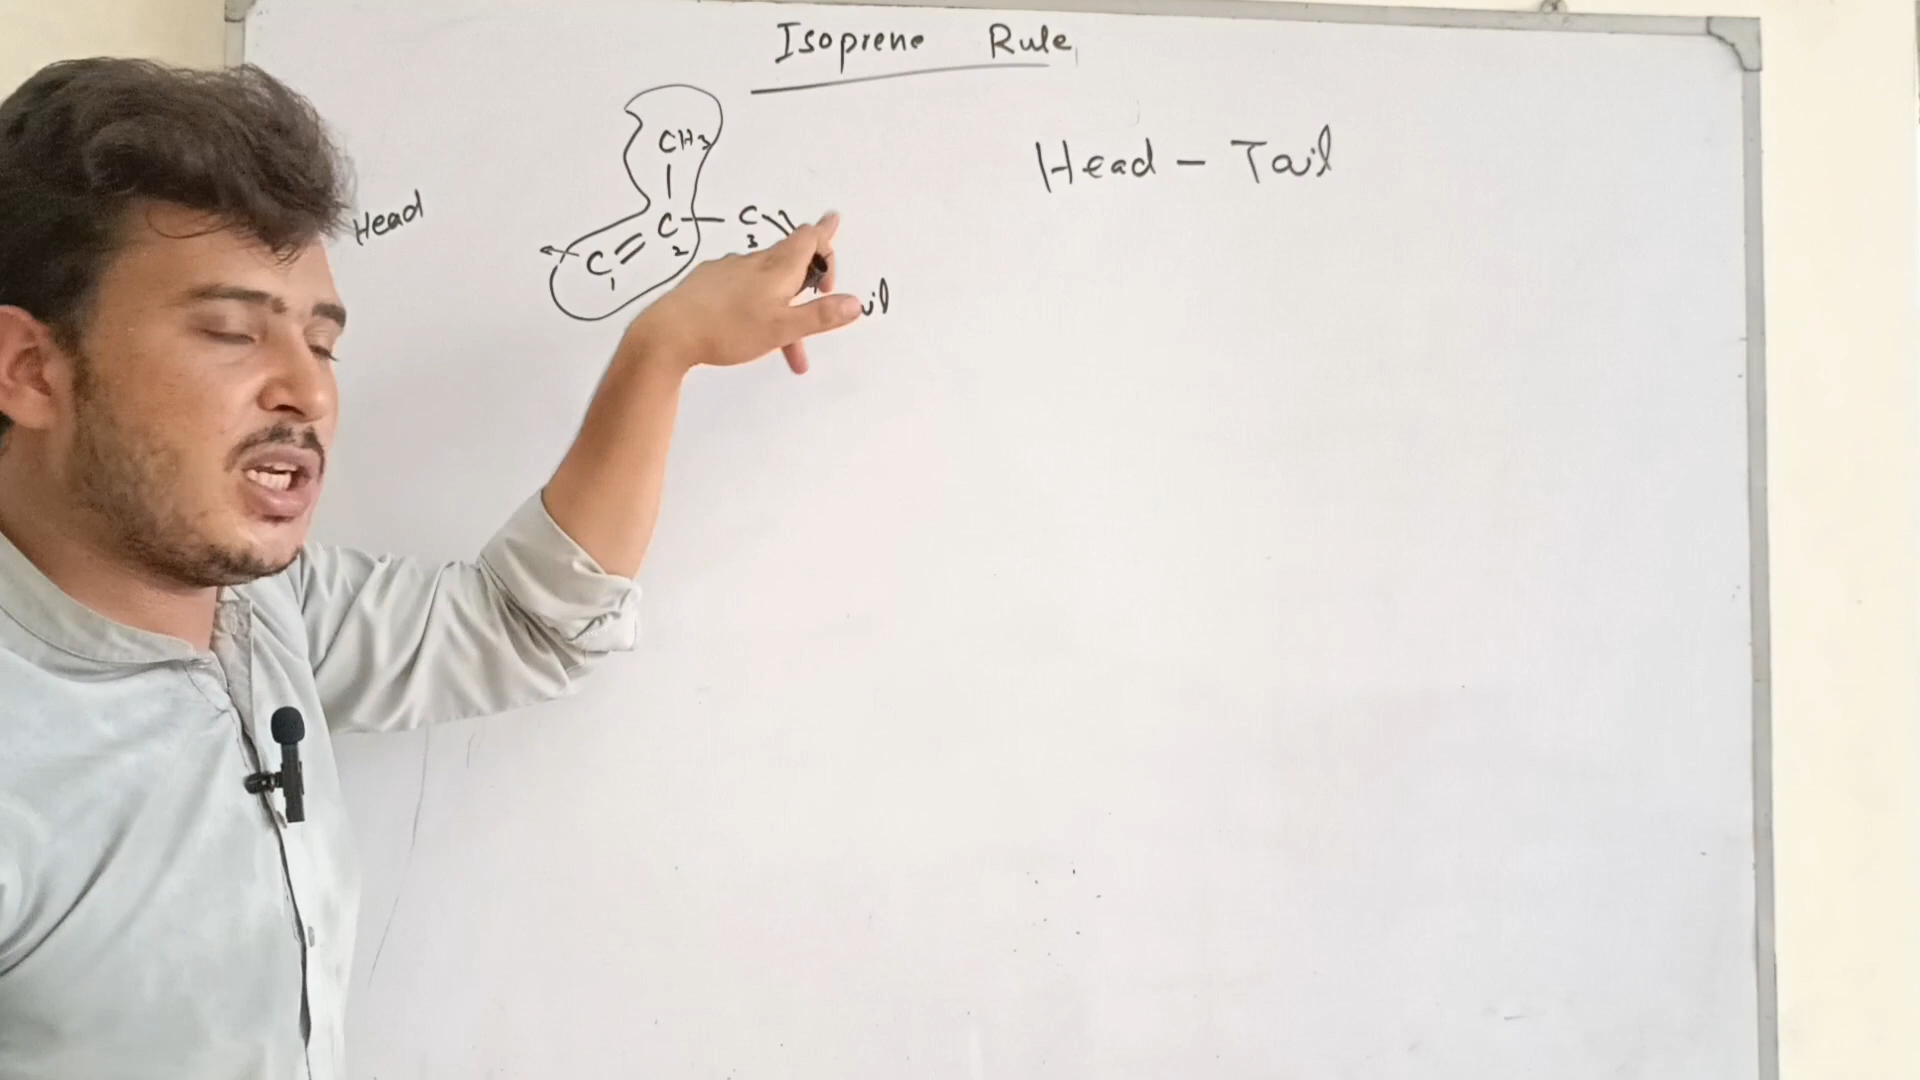 Isoprene Rule
CH3
Head - Tail
Head
C = C - C
1 2 3